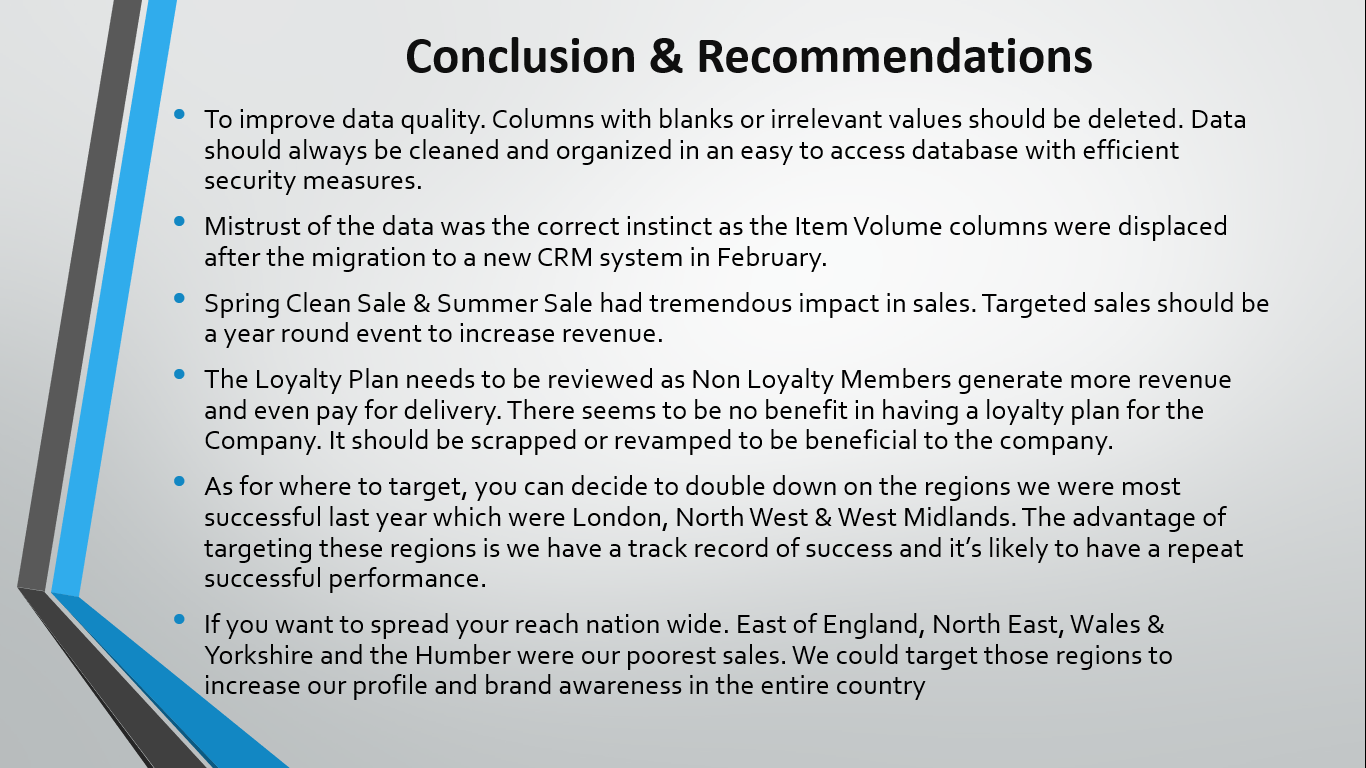 Conclusion & Recommendations
• To improve data quality. Columns with blanks or irrelevant values should be deleted. Data
should always be cleaned and organized in an easy to access database with efficient
security measures.
• Mistrust of the data was the correct instinct as the Item Volume columns were displaced
after the migration to a new CRM system in February.
• Spring Clean Sale & Summer Sale had tremendous impact in sales. Targeted sales should be
a year round event to increase revenue.
• The Loyalty Plan needs to be reviewed as Non Loyalty Members generate more revenue
and even pay for delivery. There seems to be no benefit in having a loyalty plan for the
Company. It should be scrapped or revamped to be beneficial to the company.
• As for where to target, you can decide to double down on the regions we were most
successful last year which were London, North West & West Midlands. The advantage of
targeting these regions is we have a track record of success and it’s likely to have a repeat
successful performance.
• If you want to spread your reach nation wide. East of England, North East, Wales &
Yorkshire and the Humber were our poorest sales. We could target those regions to
increase our profile and brand awareness in the entire country